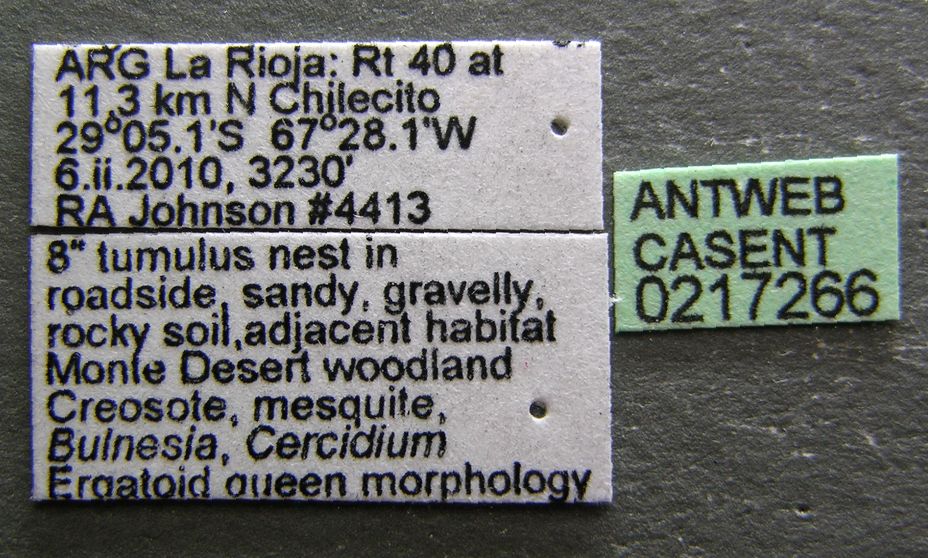 ARG La Rioja: Rt 40 at
11.3 km N Chilecito
29°05.1'S 67°28.1'W
6.ii.2010, 3230'
RA Johnson #4413
8" tumulus nest in
roadside, sandy, gravelly,
rocky soil,adjacent habitat
Monte Desert woodland
Creosote, mesquite,
Bulnesia, Cercidium
Ergatoid queen morphology
ANTWEB
CASENT
0217266